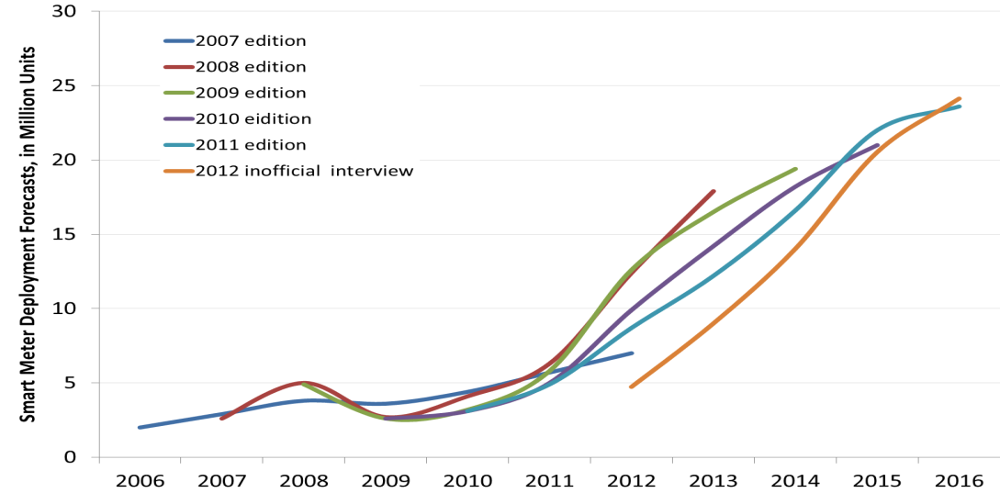 Smart Meter Deployment Forecasts, in Million Units
30
25
20
15
10
5
0
2007 edition
2008 edition
2009 edition
2010 eidition
2011 edition
2012 inofficial interview
2006 2007 2008 2009 2010 2011 2012 2013 2014 2015 2016